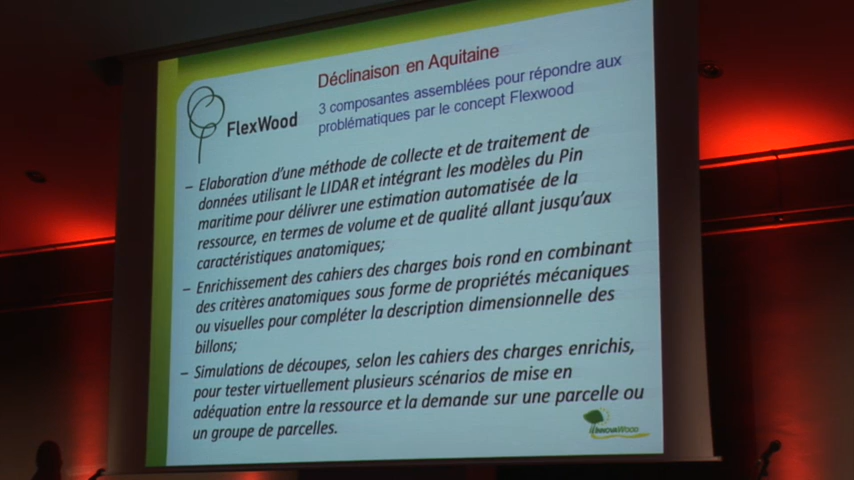 Déclinaison en Aquitaine
3 composantes assemblées pour répondre aux
problématiques par le concept Flexwood
FlexWood
– Elaboration d'une méthode de collecte et de traitement de
données utilisant le LIDAR et intégrant les modèles du Pin
maritime pour délivrer une estimation automatisée de la
ressource, en termes de volume et de qualité allant jusqu'aux
caractéristiques anatomiques;
– Enrichissement des cahiers des charges bois rond en combinant
des critères anatomiques sous forme de propriétés mécaniques
ou visuelles pour compléter la description dimensionnelle des
billons;
– Simulations de découpes, selon les cahiers des charges enrichis,
pour tester virtuellement plusieurs scénarios de mise en
adéquation entre la ressource et la demande sur une parcelle ou
un groupe de parcelles.
InnovaWood